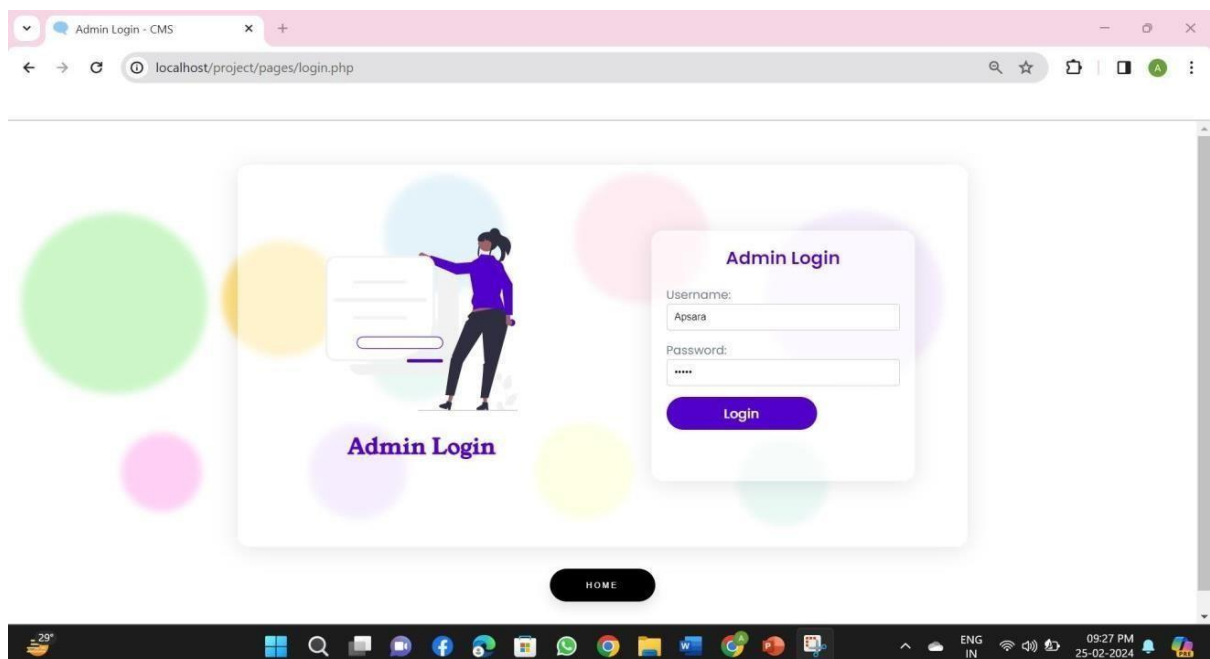 Admin Login - CMS
localhost/project/pages/login.php
A
Admin Login
Username:
Apsara
Password:
•••••
Login
Admin Login
HOME
29°
ENG
IN
09:27 PM
25-02-2024